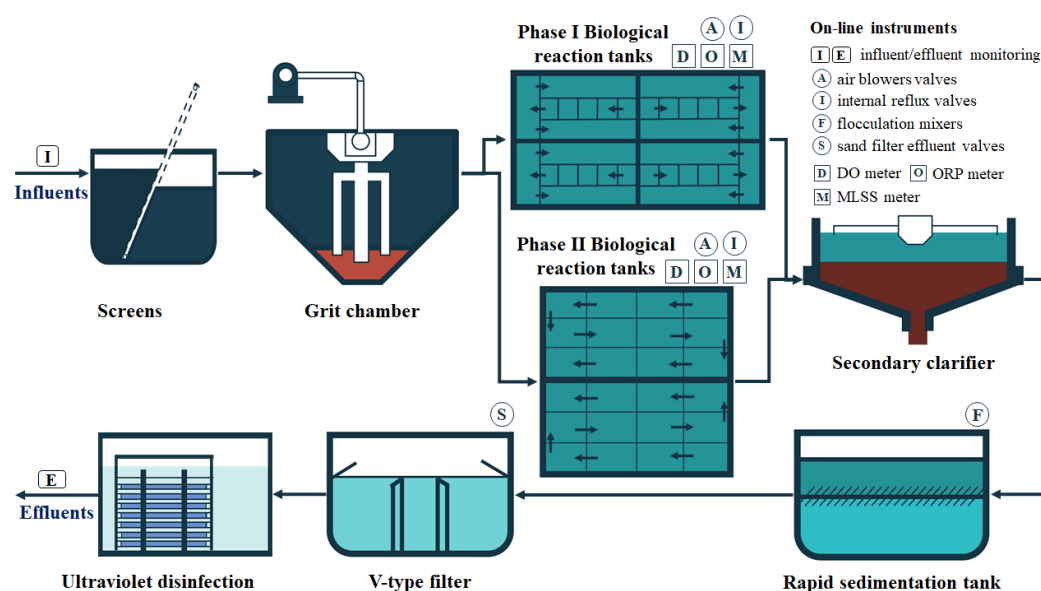 Phase I Biological
reaction tanks
A I
D O M
On-line instruments
I E influent/effluent monitoring
A air blowers valves
I internal reflux valves
F flocculation mixers
S sand filter effluent valves
D DO meter O ORP meter
M MLSS meter
I
Influents
Screens
Grit chamber
Phase II Biological
reaction tanks
A I
D O M
Secondary clarifier
E
Effluents
S
F
Ultraviolet disinfection
V-type filter
Rapid sedimentation tank